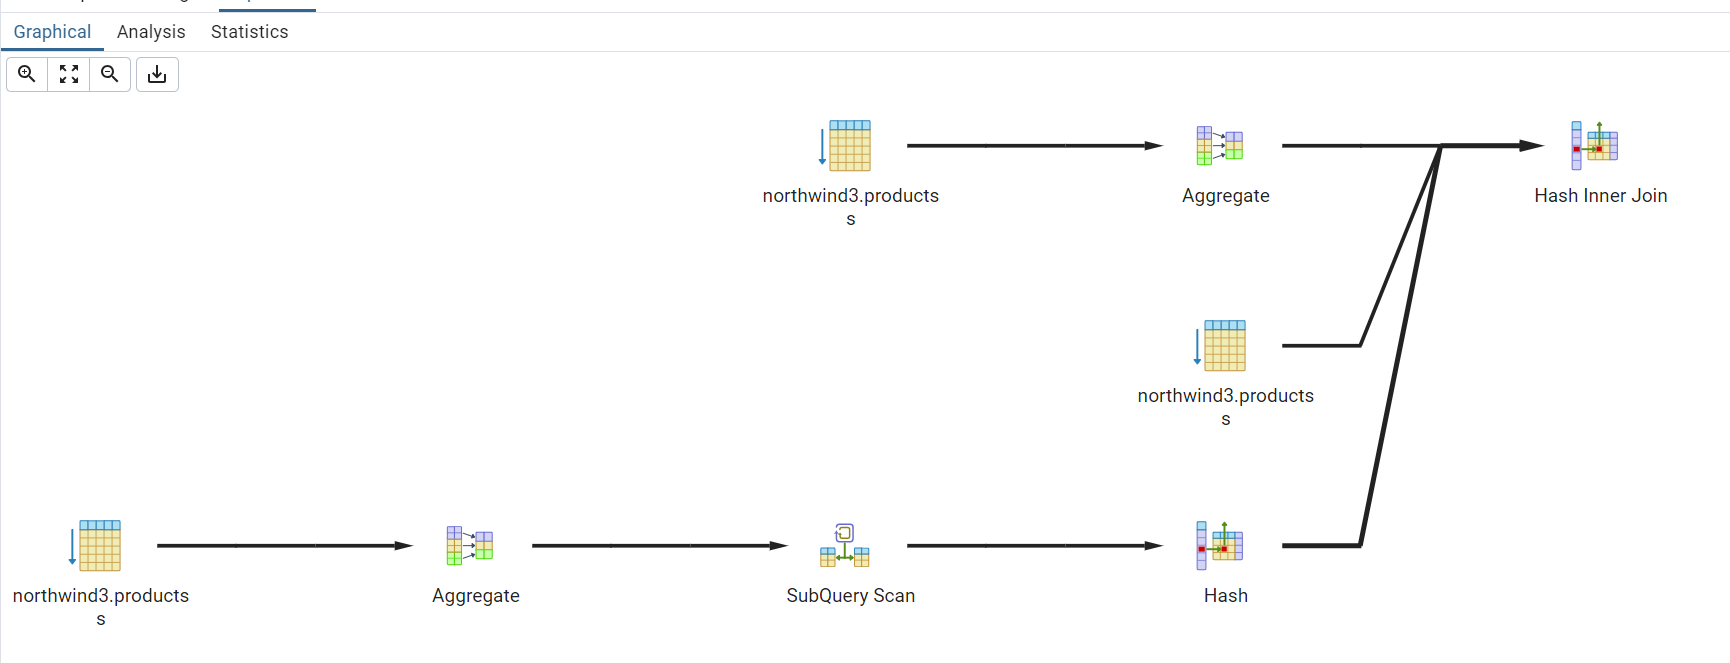 Graphical Analysis Statistics
northwind3.products
s
Aggregate
Hash Inner Join
northwind3.products
s
northwind3.products
s
Aggregate
SubQuery Scan
Hash